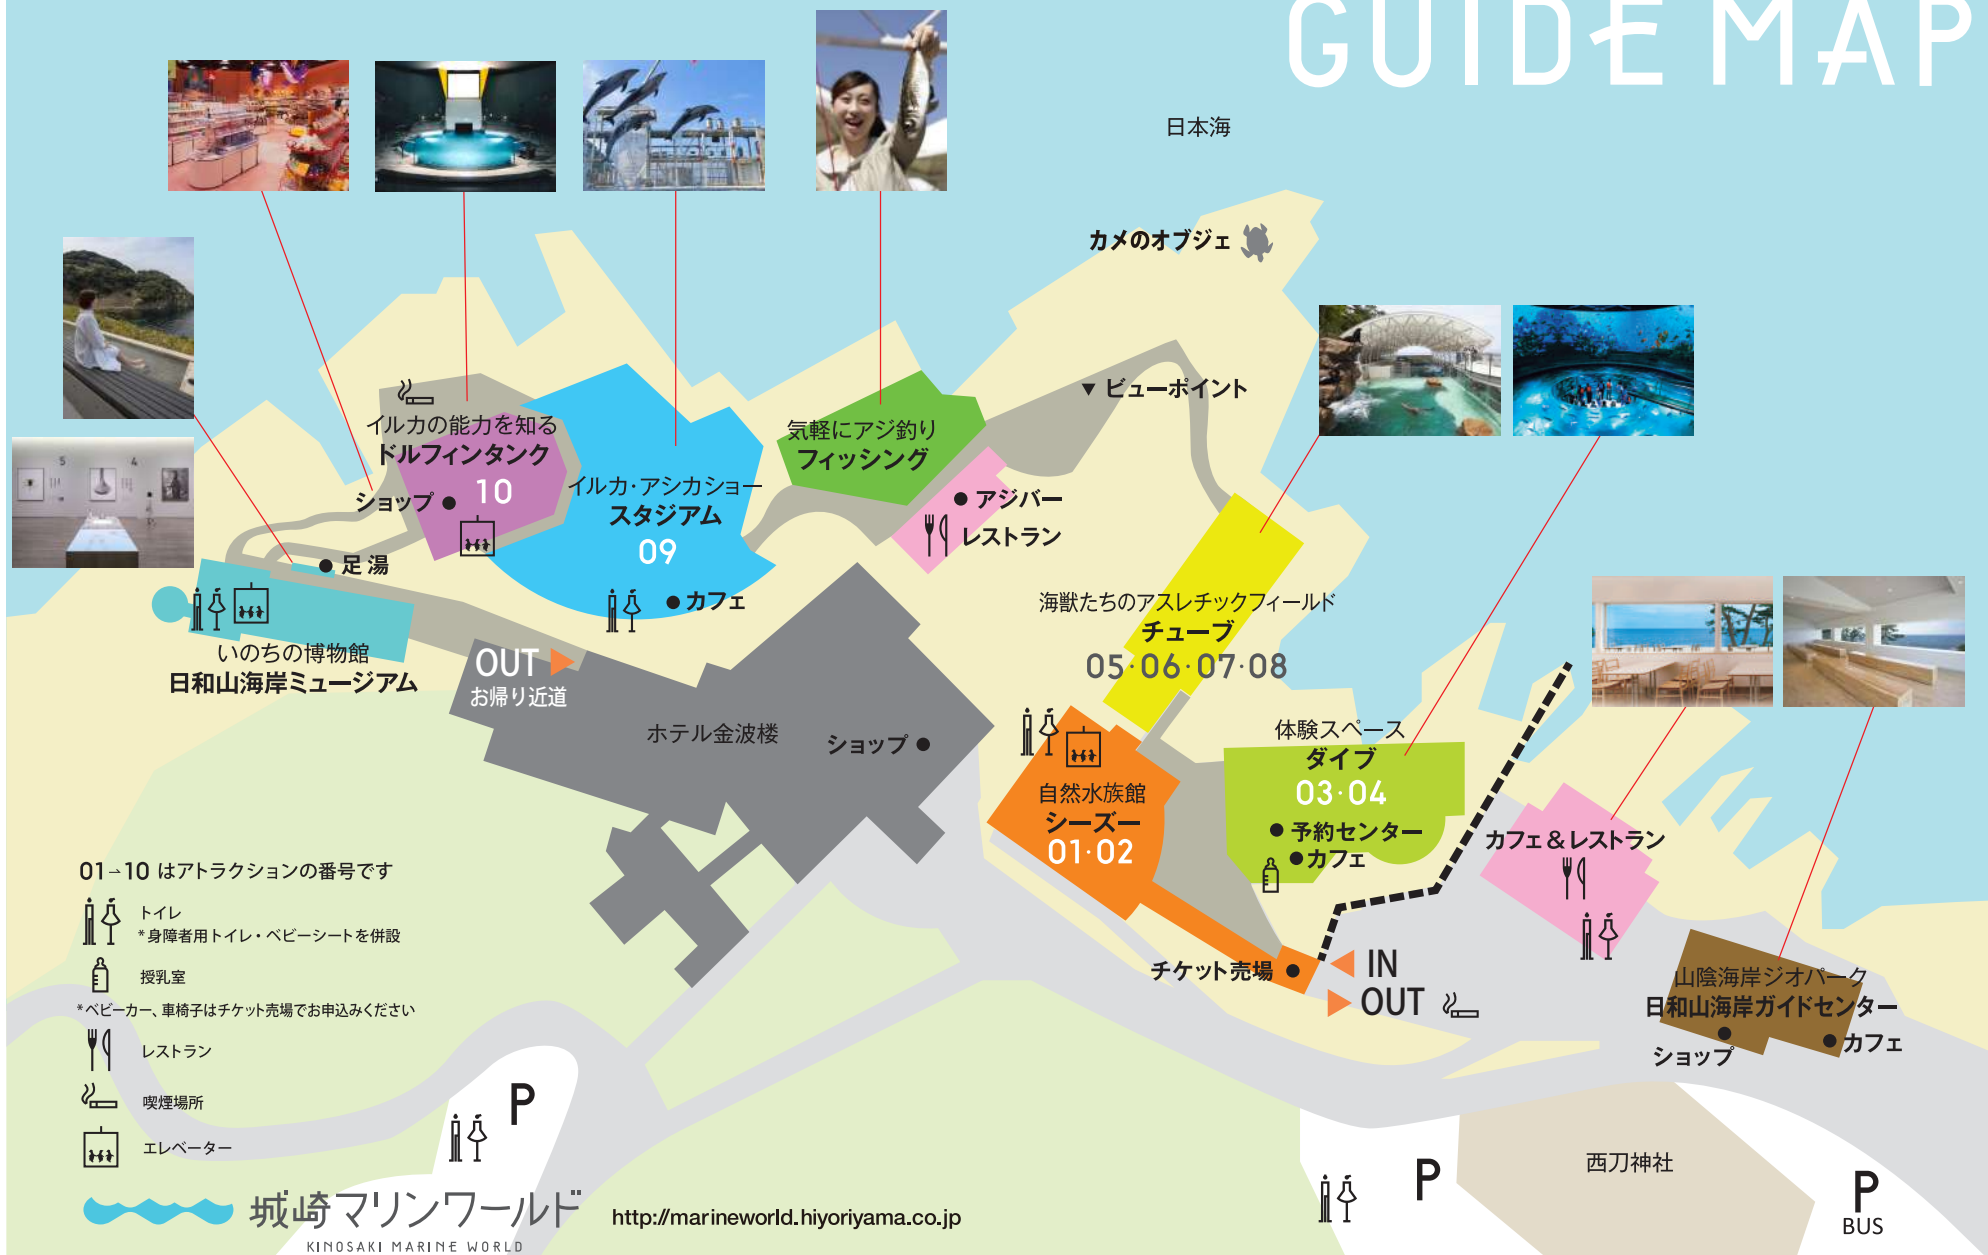 GUIDE MAP
日本海
カメのオブジェ
▼ ビューポイント
イルカの能力を知る
ドルフィンタンク
10
ショップ
イルカ・アシカショー
スタジアム
09
カフェ
気軽にアジ釣り
フィッシング
アジバー
レストラン
足湯
いのちの博物館
日和山海岸ミュージアム
5
4
OUT
お帰り近道
ホテル金波楼
ショップ
海獣たちのアスレチックフィールド
チューブ
05・06・07・08
体験スペース
ダイブ
03・04
予約センター
カフェ
自然水族館
シーズー
01・02
カフェ&レストラン
チケット売場
IN
OUT
山陰海岸ジオパーク
日和山海岸ガイドセンター
ショップ
カフェ
01→10 はアトラクションの番号です
トイレ
*身障者用トイレ・ベビーシートを併設
授乳室
*ベビーカー、車椅子はチケット売場でお申込みください
レストラン
喫煙場所
エレベーター
P
P
西刀神社
P
BUS
城崎マリンワールド
KINOSAKI MARINE WORLD
http://marineworld.hiyoriyama.co.jp